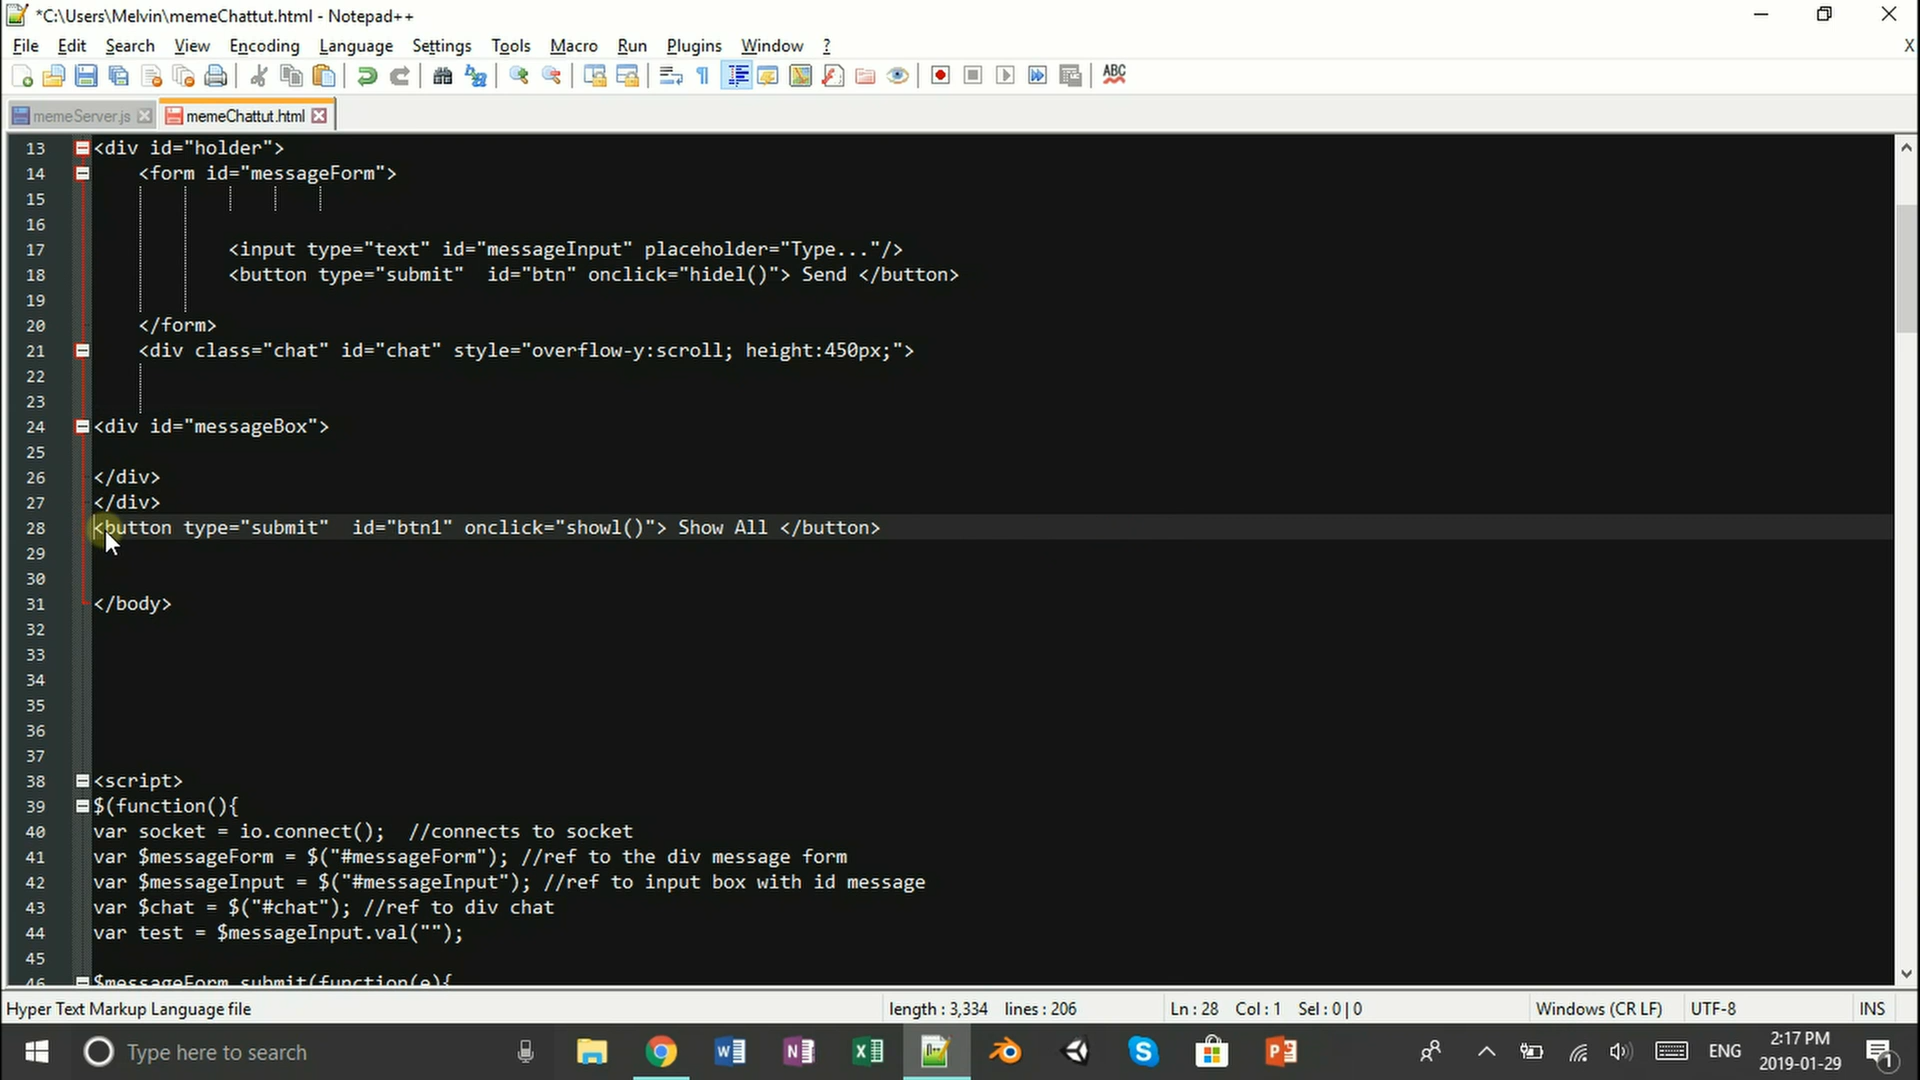 *C:\Users\Melvin\memeChattut.html - Notepad++
File Edit Search View Encoding Language Settings Tools Macro Run Plugins Window ? X
ABC
memeServer.js memeChattut.html
13 <div id="holder">
14 <form id="messageForm">
15
16
17 <input type="text" id="messageInput" placeholder="Type..."/>
18 <button type="submit"  id="btn" onclick="hidel()"> Send </button>
19
20 </form>
21 <div class="chat" id="chat" style="overflow-y:scroll; height:450px;">
22
23
24 <div id="messageBox">
25
26 </div>
27 </div>
28 <button type="submit"  id="btn1" onclick="showl()"> Show All </button>
29
30
31 </body>
32
33
34
35
36
37
38 <script>
39 $(function(){
40 var socket = io.connect();  //connects to socket
41 var $messageForm = $("#messageForm"); //ref to the div message form
42 var $messageInput = $("#messageInput"); //ref to input box with id message
43 var $chat = $("#chat"); //ref to div chat
44 var test = $messageInput.val("");
45
46 $messageForm.submit(function(e){
Hyper Text Markup Language file length : 3,334 lines : 206 Ln : 28 Col : 1 Sel : 0 | 0 Windows (CR LF) UTF-8 INS
Type here to search ENG 2:17 PM
2019-01-29 1